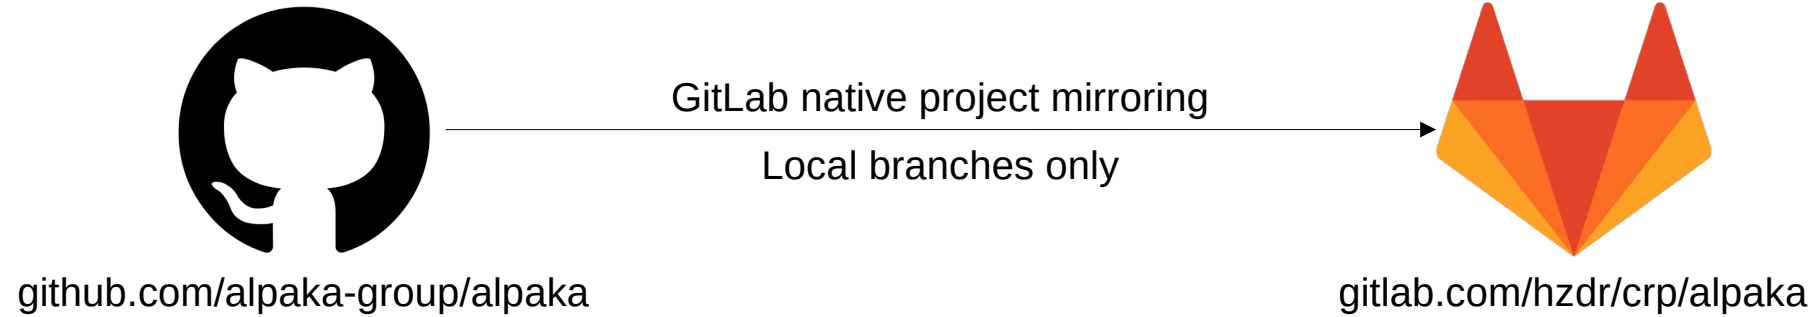 GitLab native project mirroring
Local branches only
github.com/alpaka-group/alpaka
gitlab.com/hzdr/crp/alpaka